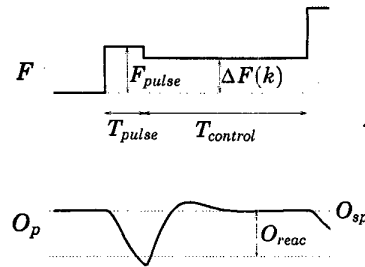 F
F_pulse
ΔF(k)
T_pulse
T_control
O_p
O_sp
O_reac